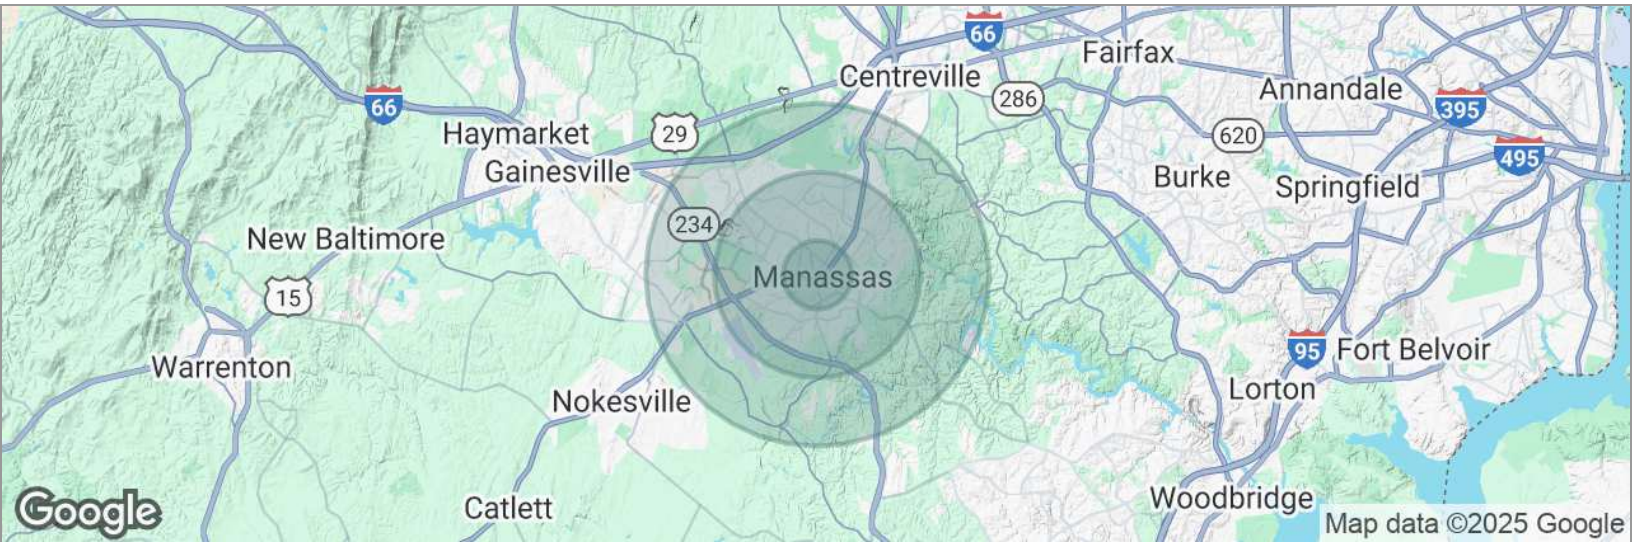 66
Fairfax
Centreville
286
Annandale
66
395
29
Haymarket
620
495
Gainesville
Burke
Springfield
234
New Baltimore
Manassas
15
95
Fort Belvoir
Warrenton
Lorton
Nokesville
Woodbridge
Catlett
Google
Map data ©2025 Google